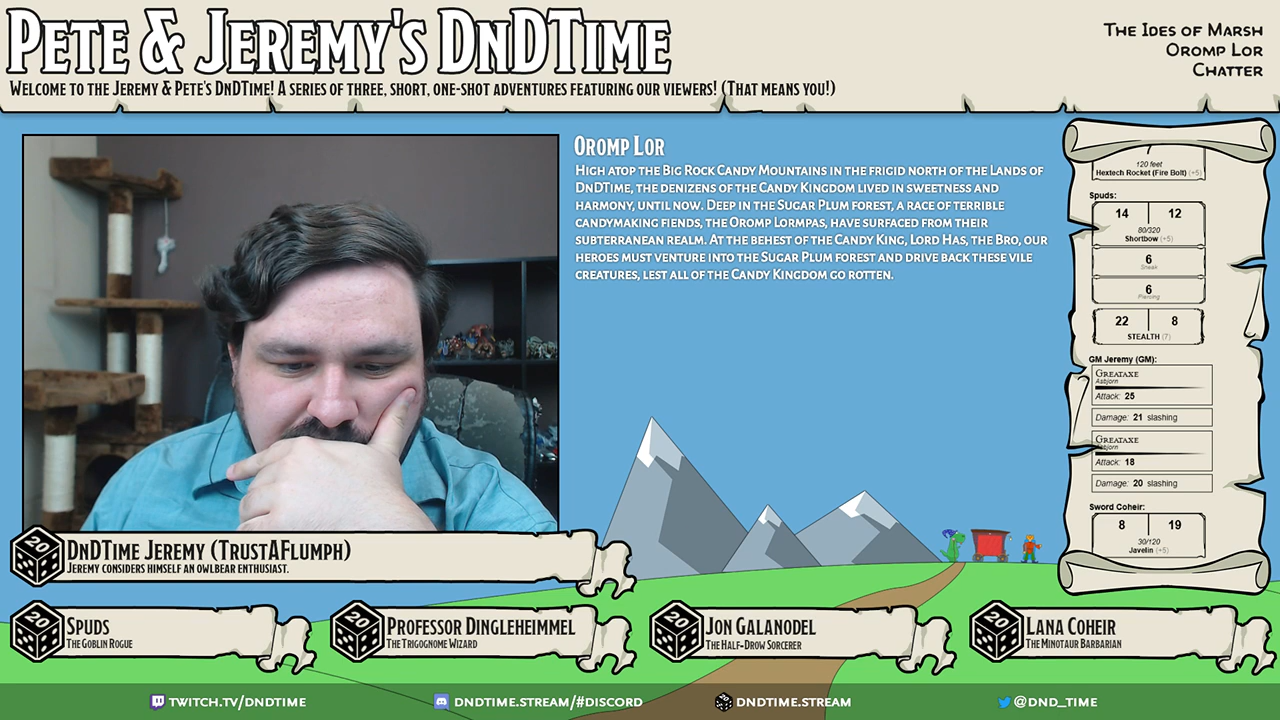 PETE & JEREMY'S DNDTIME
WELCOME TO THE JEREMY & PETE'S DNDTIME! A SERIES OF THREE, SHORT, ONE-SHOT ADVENTURES FEATURING OUR VIEWERS! (THAT MEANS YOU!)
THE IDES OF MARSH
OROMP LOR
CHATTER
OROMP LOR
HIGH ATOP THE BIG ROCK CANDY MOUNTAINS IN THE FRIGID NORTH OF THE LANDS OF
DNDTIME, THE DENIZENS OF THE CANDY KINGDOM LIVED IN SWEETNESS AND
HARMONY, UNTIL NOW. DEEP IN THE SUGAR PLUM FOREST, A RACE OF TERRIBLE
CANDYMAKING FIENDS, THE OROMP LORMPAS, HAVE SURFACED FROM THEIR
SUBTERRANEAN REALM. AT THE BEHEST OF THE CANDY KING, LORD HAS, THE BRO, OUR
HEROES MUST VENTURE INTO THE SUGAR PLUM FOREST AND DRIVE BACK THESE VILE
CREATURES, LEST ALL OF THE CANDY KINGDOM GO ROTTEN.
7
120 feet
Hextech Rocket (Fire Bolt) (+5)
Spuds:
14 12
80/320
Shortbow (+5)
6
Sneak
6
Piercing
22 8
STEALTH (7)
GM Jeremy (GM):
GREATAXE
Asbjorn
Attack: 25
Damage: 21 slashing
GREATAXE
Asbjorn
Attack: 18
Damage: 20 slashing
Sword Coheir:
8 19
30/120
Javelin (+5)
20
DNDTIME JEREMY (TRUSTAFLUMPH)
JEREMY CONSIDERS HIMSELF AN OWLBEAR ENTHUSIAST.
20
SPUDS
THE GOBLIN ROGUE
20
PROFESSOR DINGLEHEIMMEL
THE TRIGOGNOME WIZARD
20
JON GALANODEL
THE HALF-DROW SORCERER
20
LANA COHEIR
THE MINOTAUR BARBARIAN
TWITCH.TV/DNDTIME
DNDTIME.STREAM/#DISCORD
DNDTIME.STREAM
@DND_TIME